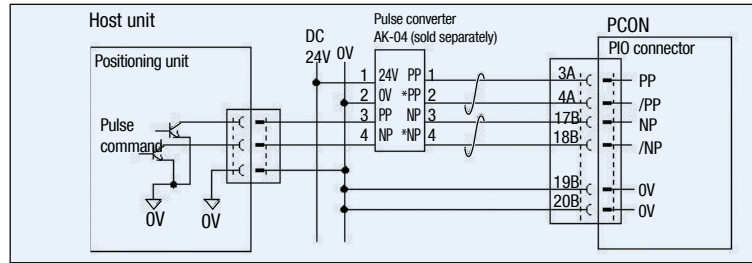 Host unit
Positioning unit
Pulse
command
0V
0V
DC
24V 0V
Pulse converter
AK-04 (sold separately)
1 24V PP 1
2 0V *PP 2
3 PP NP 3
4 NP *NP 4
PCON
PIO connector
3A PP
4A /PP
17B NP
18B /NP
19B 0V
20B 0V